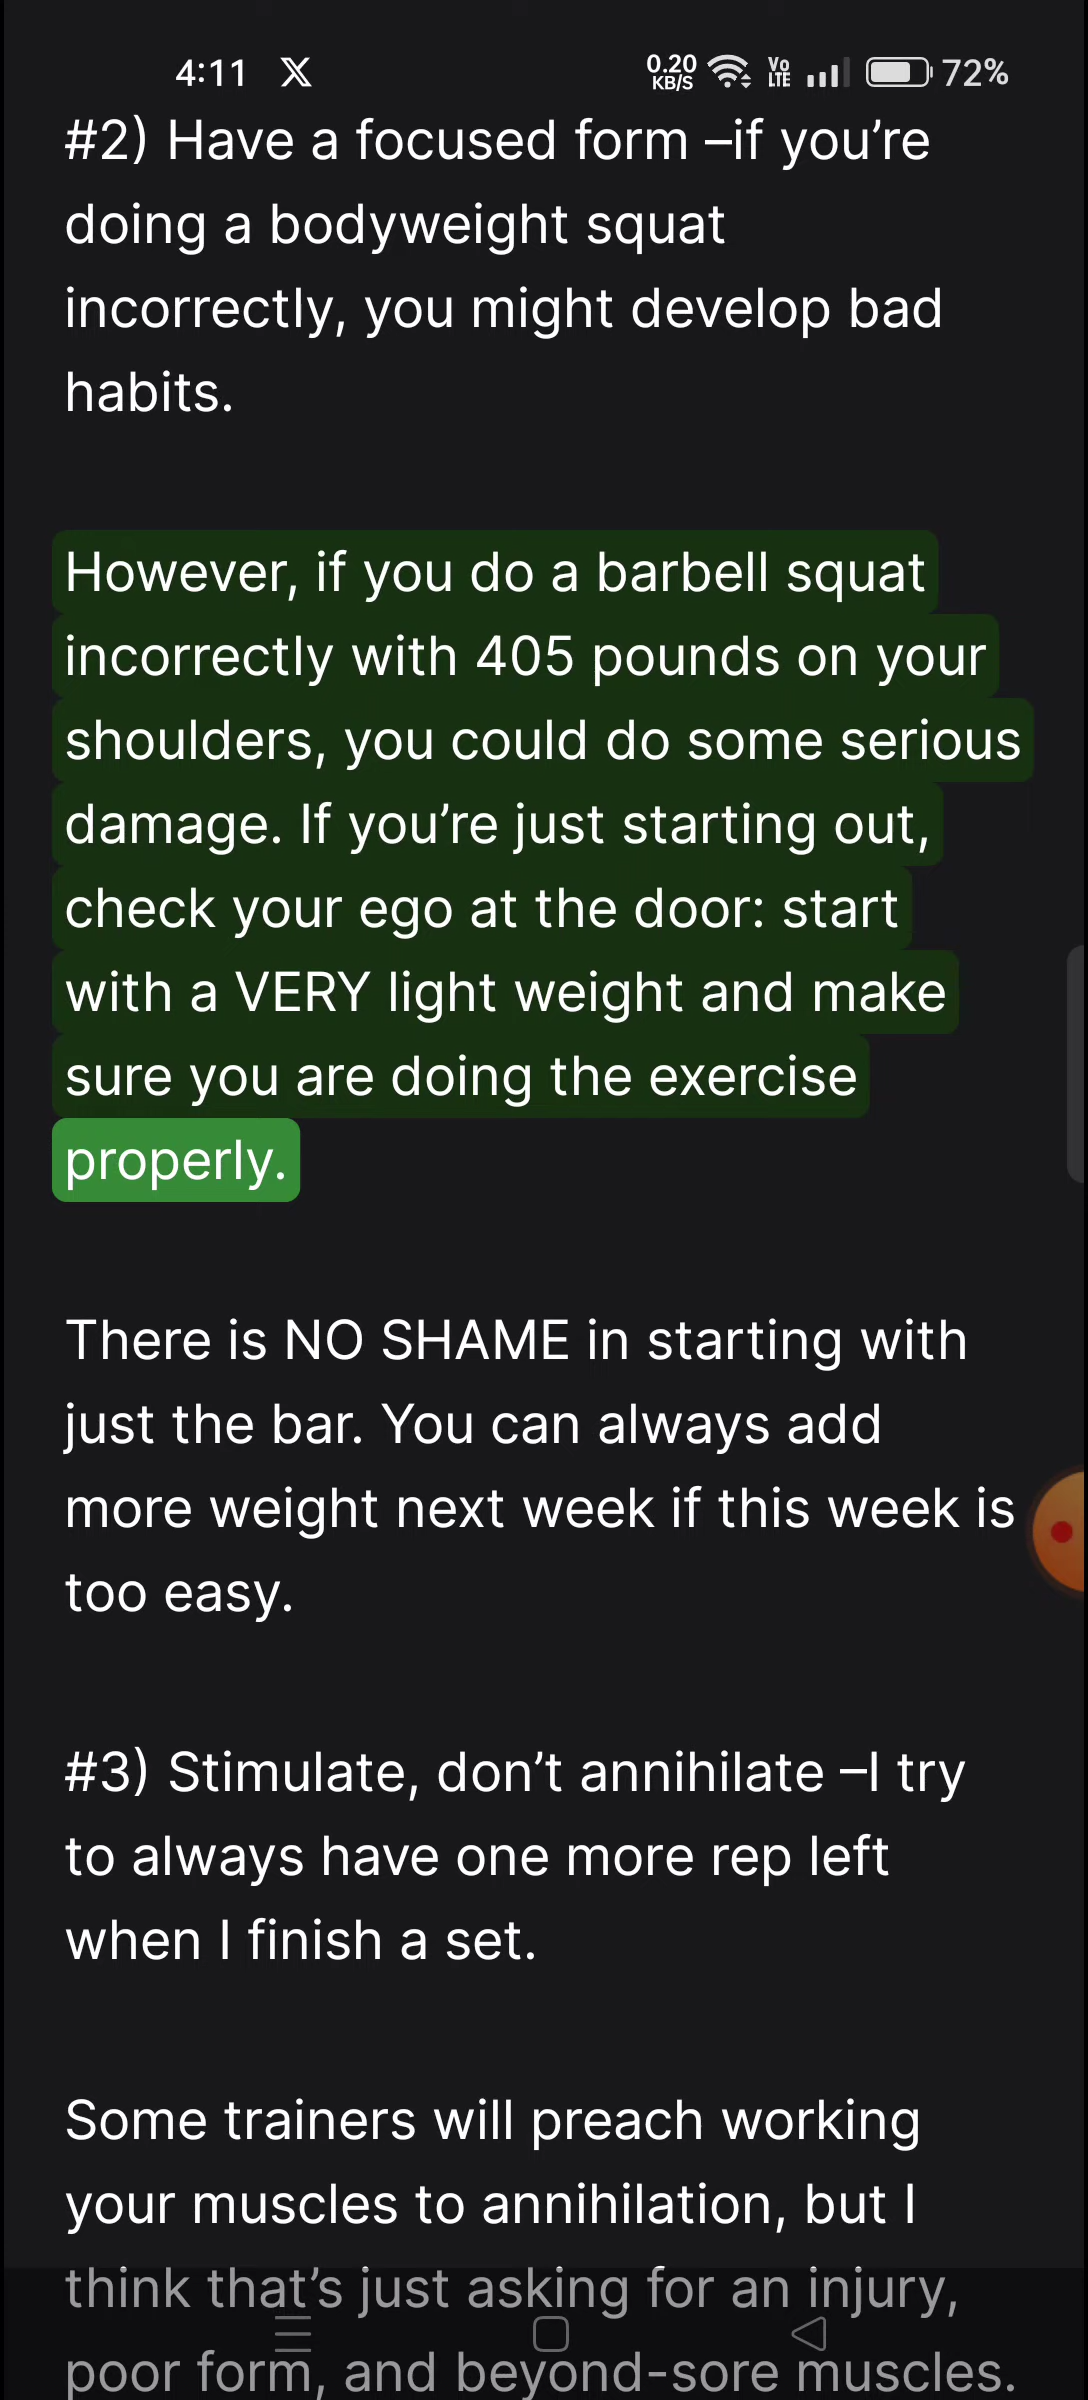 4:11 X 0.20 KB/S Vo LTE 72%
#2) Have a focused form –if you’re
doing a bodyweight squat
incorrectly, you might develop bad
habits.
However, if you do a barbell squat
incorrectly with 405 pounds on your
shoulders, you could do some serious
damage. If you’re just starting out,
check your ego at the door: start
with a VERY light weight and make
sure you are doing the exercise
properly.
There is NO SHAME in starting with
just the bar. You can always add
more weight next week if this week is
too easy.
#3) Stimulate, don’t annihilate –I try
to always have one more rep left
when I finish a set.
Some trainers will preach working
your muscles to annihilation, but I
think that’s just asking for an injury,
poor form, and beyond-sore muscles.